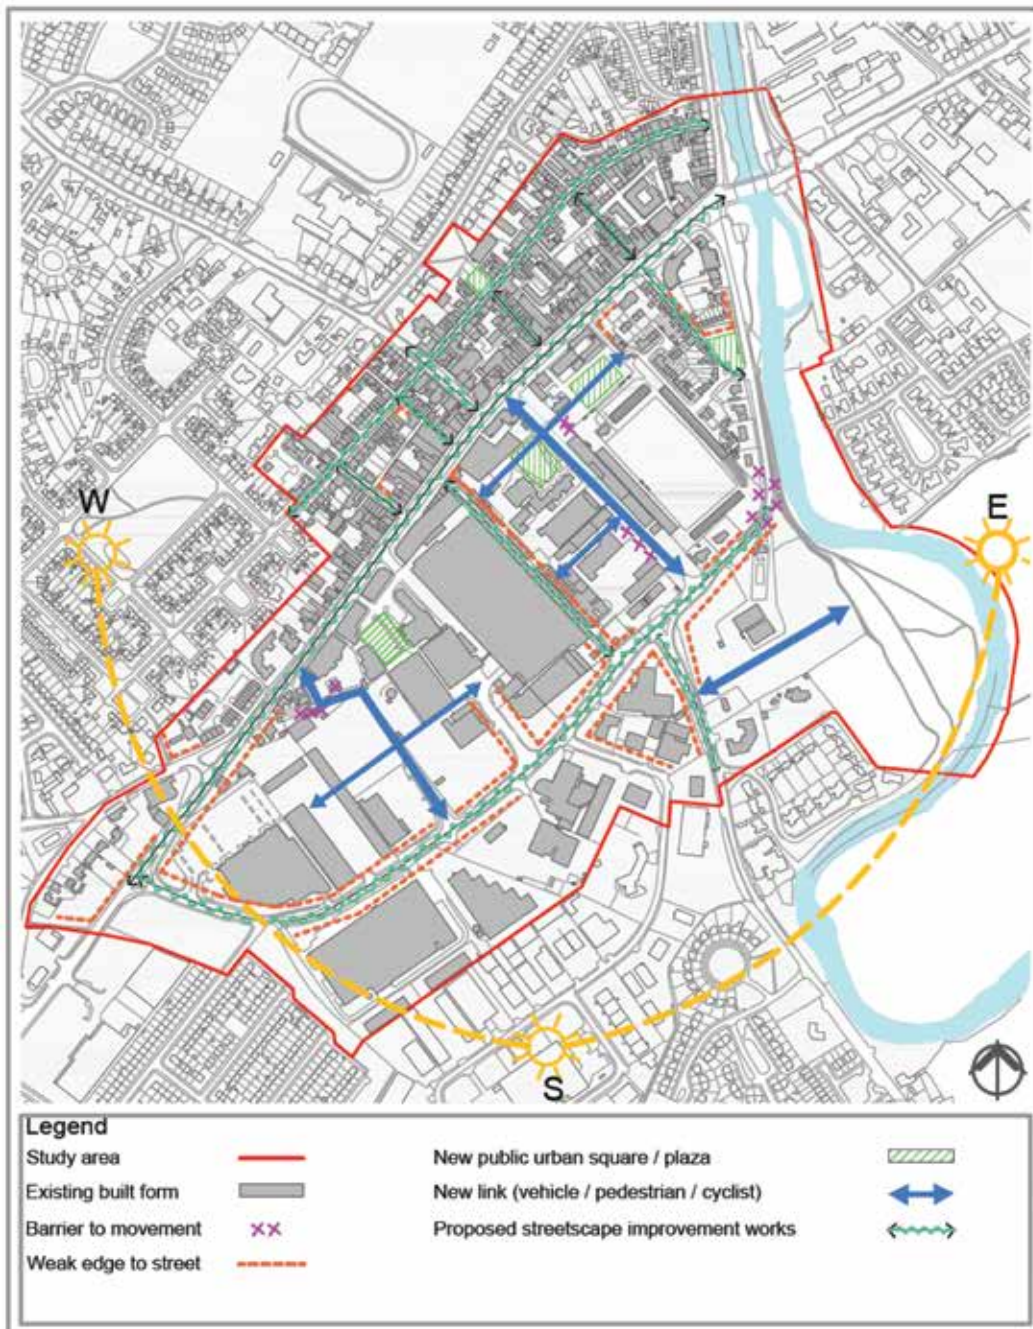 W
E
S
Legend
Study area
Existing built form
Barrier to movement
Weak edge to street
New public urban square / plaza
New link (vehicle / pedestrian / cyclist)
Proposed streetscape improvement works